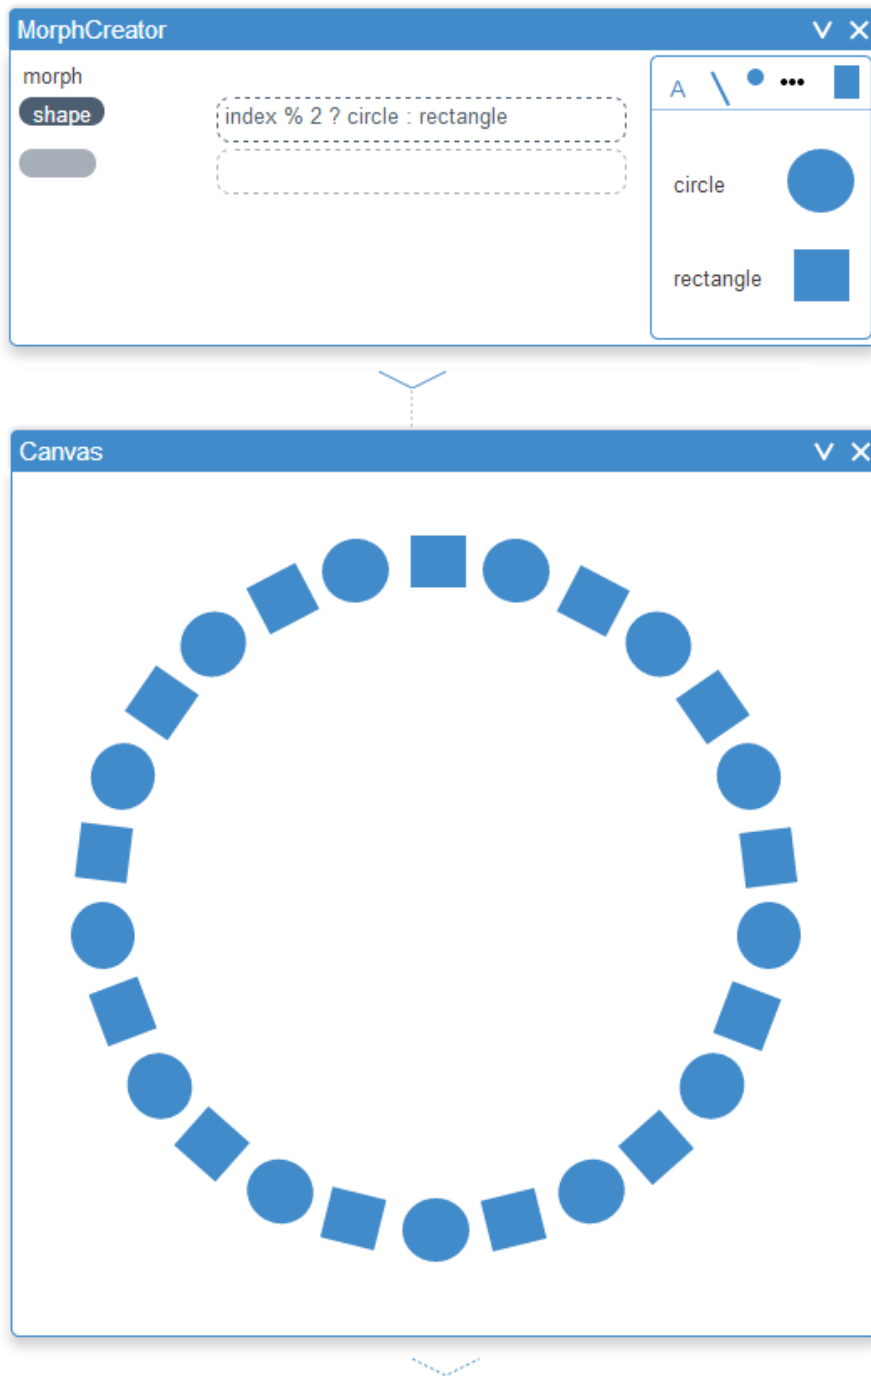 MorphCreator
morph
shape
index % 2 ? circle : rectangle
A
circle
rectangle
Canvas